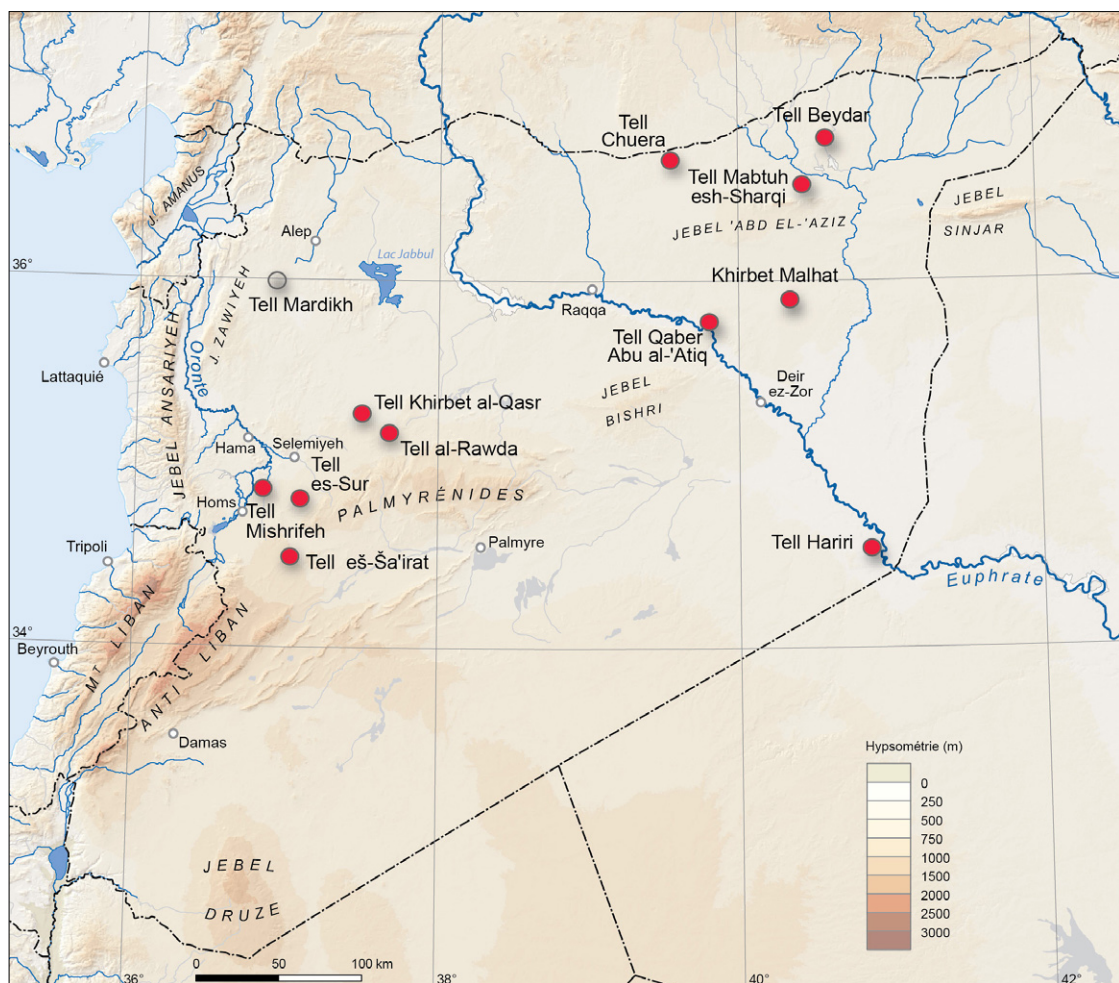 Tell Beydar
Tell
Chuera
Tell Mabtuh
esh-Sharqi
J. AMANUS
JEBEL 'ABD EL-'AZIZ
JEBEL
SINJAR
Alep
Lac Jabbul
36°
Tell Mardikh
Khirbet Malhat
Raqqa
J. ZAWIYEH
Tell Qaber
Abu al-'Atiq
Lattaquié
Oronte
JEBEL ANSARIYEH
Deir
ez-Zor
JEBEL
BISHRI
Tell Khirbet al-Qasr
Tell al-Rawda
Hama
Selemiyeh
Tell
es-Sur
PALMYRÉNIDES
Homs
Tell
Mishrifeh
Tell eš-Ša'irat
Palmyre
Tell Hariri
Tripoli
Euphrate
34°
Beyrouth
MT LIBAN
ANTI LIBAN
Damas
Hypsométrie (m)
0
250
500
750
1000
1500
2000
2500
3000
JEBEL
DRUZE
0 50 100 km
36° 38° 40° 42°